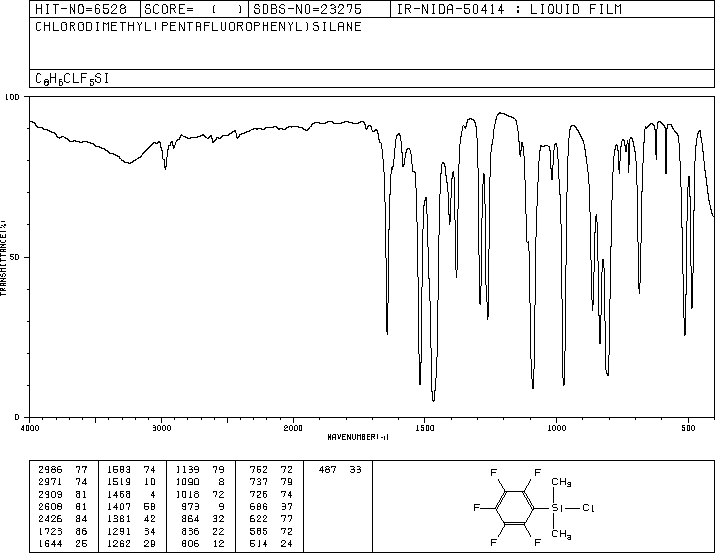 HIT-NO=6528 SCORE= ( ) SDBS-NO=23275 IR-NIDA-50414 : LIQUID FILM
CHLORODIMETHYL(PENTAFLUOROPHENYL)SILANE
C8H6CLF5SI
100
50
0
TRANSMITTANCE(%)
4000 3000 2000 1500 1000 500
WAVENUMBER(-1)
2986 77 1583 74 1139 79 762 72 487 33
2971 74 1519 10 1090 8 737 79
2909 81 1468 4 1018 72 726 74
2608 81 1407 58 973 9 686 37
2426 84 1381 42 864 32 622 77
1723 86 1291 34 836 22 585 72
1644 25 1262 29 806 12 514 24
F F CH3
F Si Cl
F F CH3